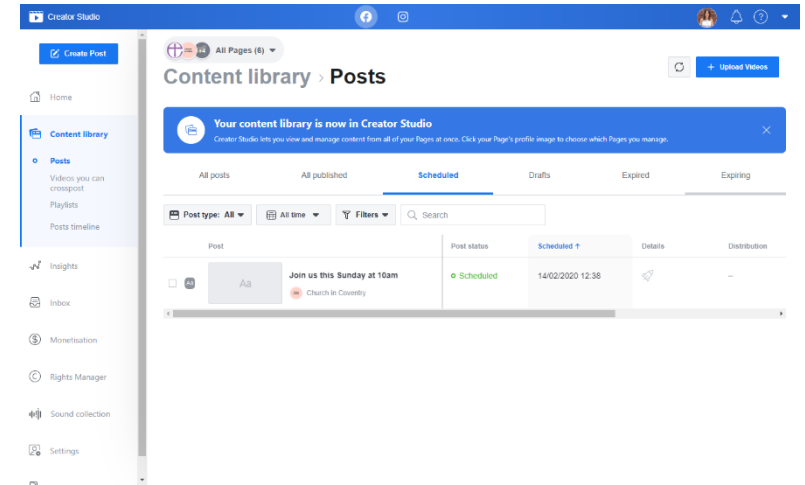 Creator Studio
Create Post
Home
Content library
Posts
Videos you can
crosspost
Playlists
Posts timeline
Insights
Inbox
Monetisation
Rights Manager
Sound collection
Settings
All Pages (6)
Content library › Posts
+ Upload Videos
Your content library is now in Creator Studio
Creator Studio lets you view and manage content from all of your Pages at once. Click your Page's profile image to choose which Pages you manage.
All posts All published Scheduled Drafts Expired Expiring
Post type: All All time Filters Search
Post Post status Scheduled ↑ Details Distribution
Aa Join us this Sunday at 10am Scheduled 14/02/2020 12:38 –
Church in Coventry